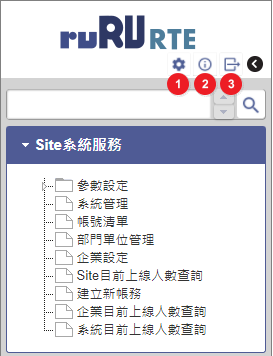 ruRU RTE
1 2 3
Site系統服務
參數設定
系統管理
帳號清單
部門單位管理
企業設定
Site目前上線人數查詢
建立新帳務
企業目前上線人數查詢
系統目前上線人數查詢